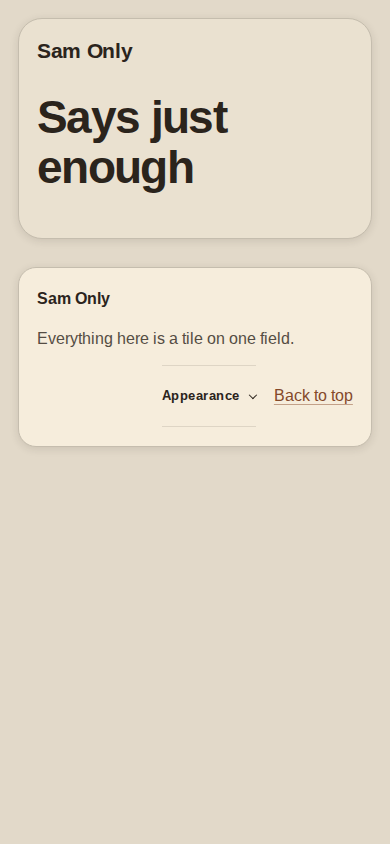 Sam Only
Says just
enough
Sam Only
Everything here is a tile on one field.
Appearance Back to top